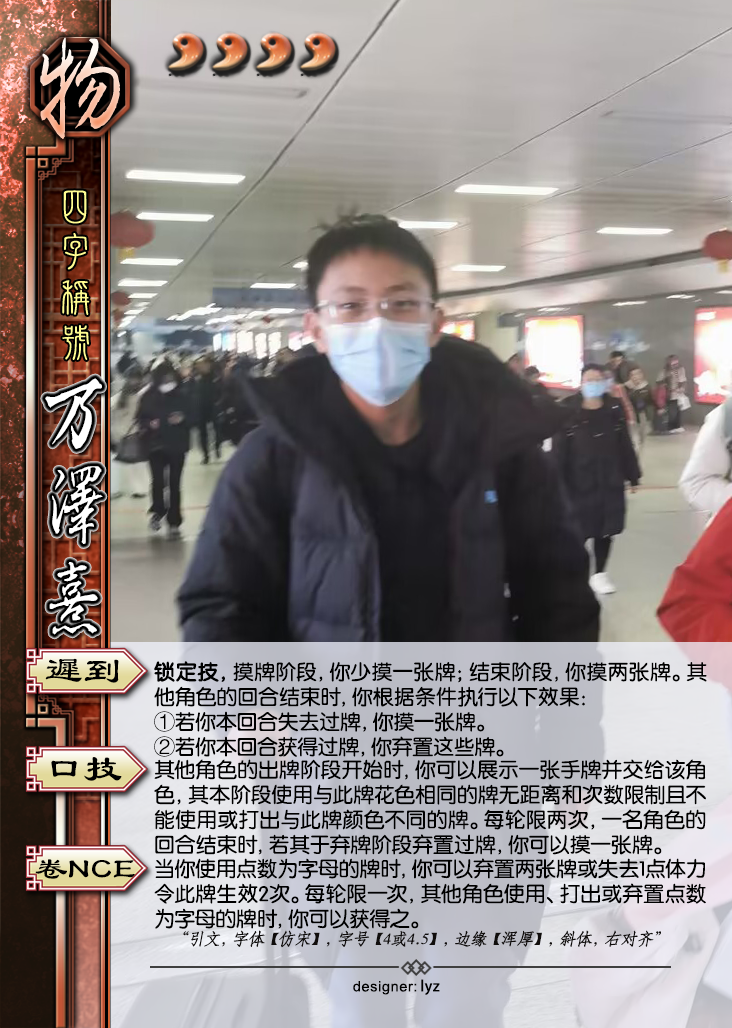 物
四字稱號
万澤熹
遲到
锁定技，摸牌阶段，你少摸一张牌；结束阶段，你摸两张牌。其
他角色的回合结束时，你根据条件执行以下效果：
①若你本回合失去过牌，你摸一张牌。
②若你本回合获得过牌，你弃置这些牌。
口技
其他角色的出牌阶段开始时，你可以展示一张手牌并交给该角
色，其本阶段使用与此牌花色相同的牌无距离和次数限制且不
能使用或打出与此牌颜色不同的牌。每轮限两次，一名角色的
回合结束时，若其于弃牌阶段弃置过牌，你可以摸一张牌。
卷NCE
当你使用点数为字母的牌时，你可以弃置两张牌或失去1点体力
令此牌生效2次。每轮限一次，其他角色使用、打出或弃置点数
为字母的牌时，你可以获得之。
“引文，字体【仿宋】，字号【4或4.5】，边缘【浑厚】，斜体，右对齐”
designer: lyz